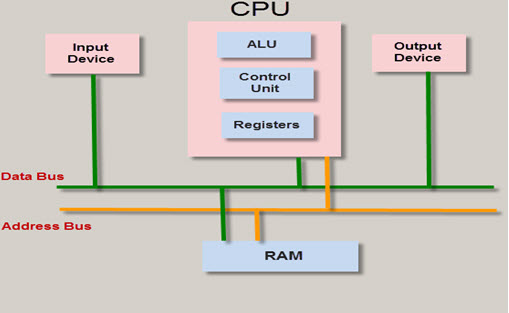 CPU
Input
Device
ALU
Control
Unit
Registers
Output
Device
Data Bus
Address Bus
RAM